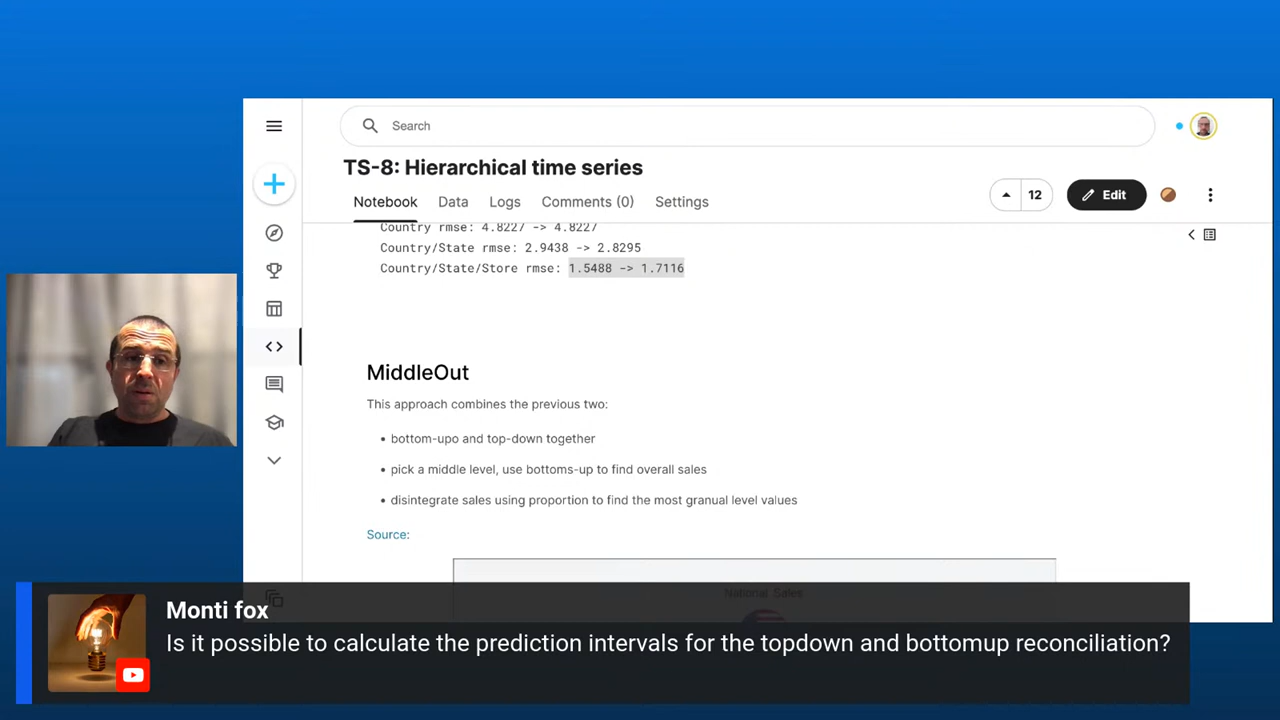 Search
TS-8: Hierarchical time series
12
Edit
Notebook
Data
Logs
Comments (0)
Settings
Country rmse: 4.8227 -> 4.8227
Country/State rmse: 2.9438 -> 2.8295
Country/State/Store rmse: 1.5488 -> 1.7116
MiddleOut
This approach combines the previous two:
• bottom-upo and top-down together
• pick a middle level, use bottoms-up to find overall sales
• disintegrate sales using proportion to find the most granual level values
Source:
National Sales
Monti fox
Is it possible to calculate the prediction intervals for the topdown and bottomup reconciliation?